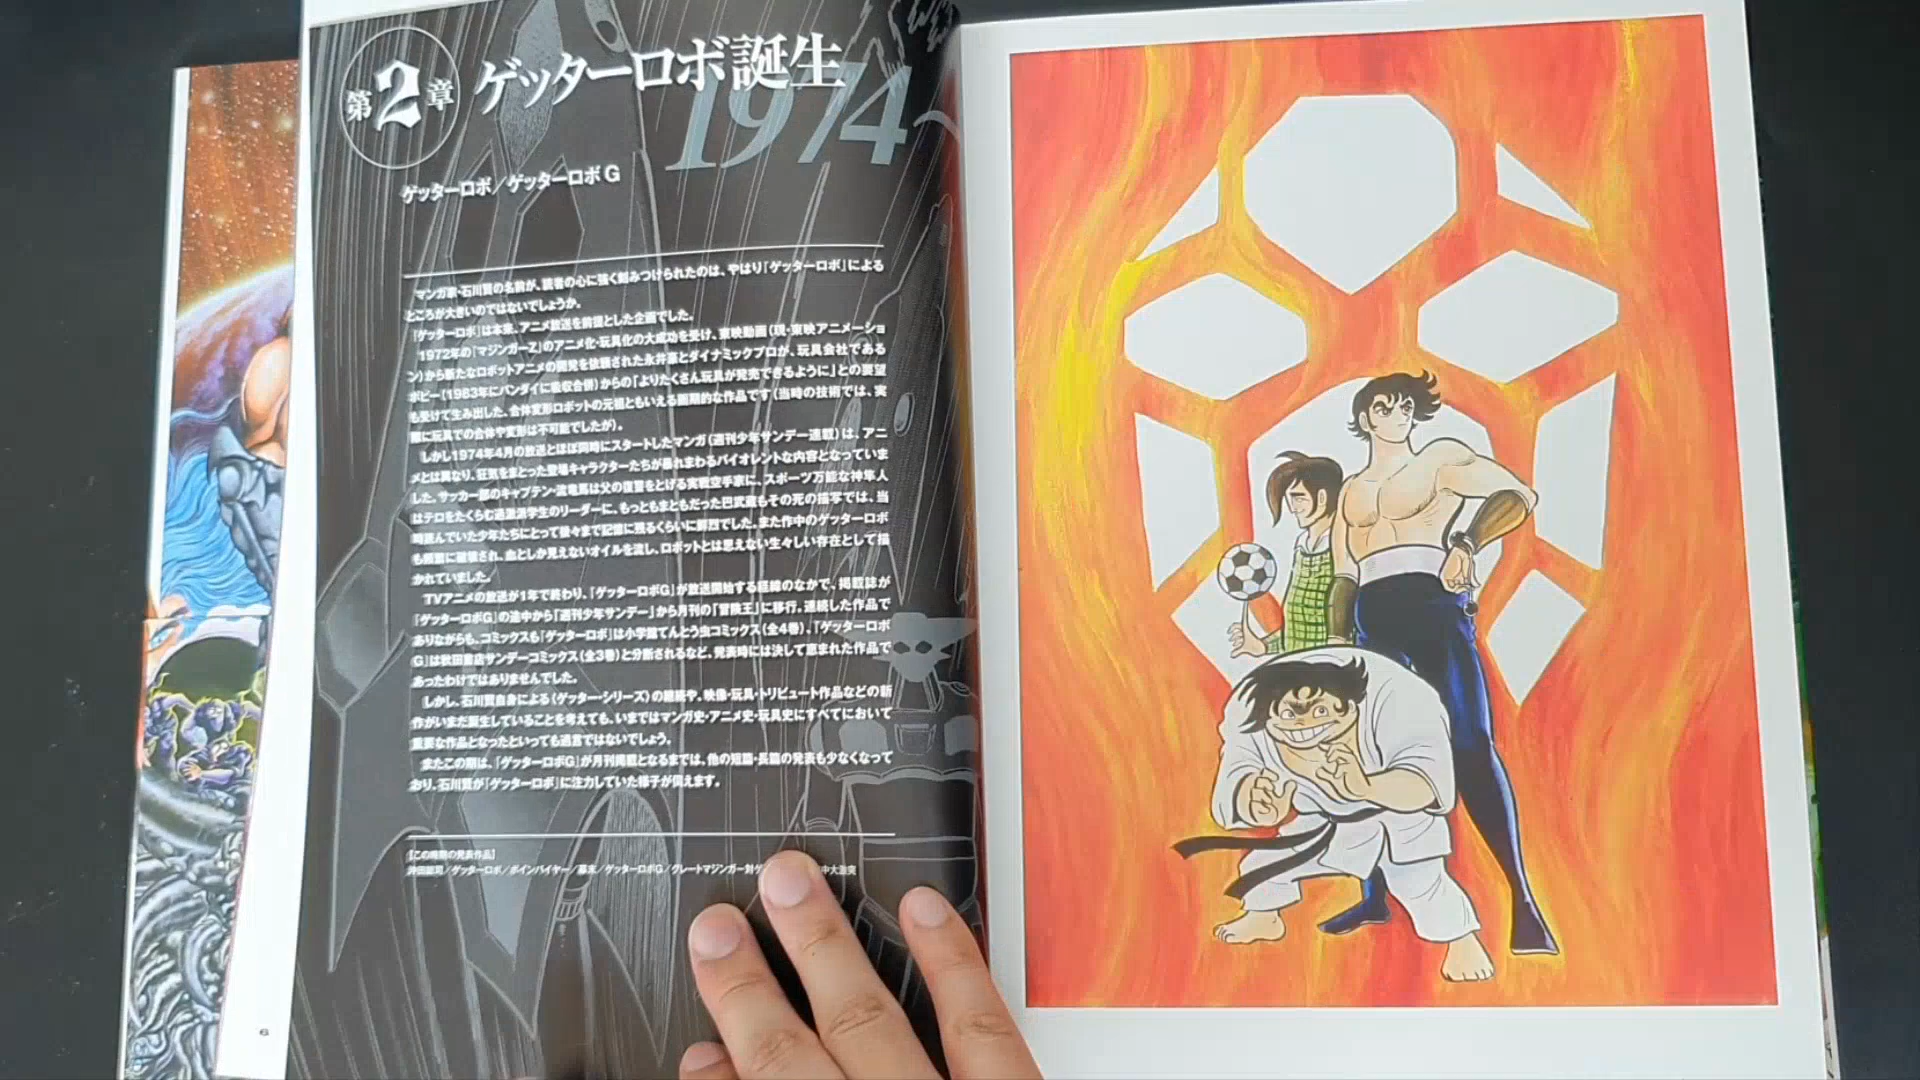 第2章
ゲッターロボ誕生
1974～
ゲッターロボ／ゲッターロボG
マンガ家・石川賢の名前が、読者の心に強く刻みつけられたのは、やはり『ゲッターロボ』による
ところが大きいのではないでしょうか。
『ゲッターロボ』は本来、アニメ放送を前提とした企画でした。
1972年の『マジンガーZ』のアニメ化・玩具化の大成功を受け、東映動画（現・東映アニメーショ
ン）から新たなロボットアニメの開発を依頼された永井豪とダイナミックプロが、玩具会社である
ポピー（1983年にバンダイに吸収合併）からの「よりたくさん玩具が発売できるように」との要望
も受けて生み出した、合体変形ロボットの元祖ともいえる画期的な作品です（当時の技術では、実
際に玩具での合体や変形は不可能でしたが）。
しかし1974年4月の放送とほぼ同時にスタートしたマンガ（週刊少年サンデー連載）は、アニ
メとは異なり、狂気をまとった登場キャラクターたちが暴れまわるバイオレントな内容となっていま
した。サッカー部のキャプテン・流竜馬は父の復讐をとげる実戦空手家に、スポーツ万能な神隼人
はテロをたくらむ過激派学生のリーダーに、もっともまともだった巴武蔵もその死の描写では、当
時読んでいた少年たちにとって後々まで記憶に残るくらいに鮮烈でした。また作中のゲッターロボ
も頻繁に破壊され、血としか見えないオイルを流し、ロボットとは思えない生々しい存在として描
かれていました。
TVアニメの放送が1年で終わり、『ゲッターロボG』が放送開始する経緯のなかで、掲載誌が
『ゲッターロボG』の途中から「週刊少年サンデー」から月刊の「冒険王」に移行。連続した作品で
ありながらも、コミックスも『ゲッターロボ』は小学館てんとう虫コミックス（全4巻）、『ゲッターロボ
G』は秋田書店サンデーコミックス（全3巻）と分断されるなど、発表時には決して恵まれた作品で
あったわけではありませんでした。
しかし、石川賢自身による〈ゲッター・シリーズ〉の継続や、映像・玩具・トリビュート作品などの新
作がいまだ誕生していることを考えても、いまではマンガ史・アニメ史・玩具史にすべてにおいて
重要な作品となったといっても過言ではないでしょう。
またこの期は、『ゲッターロボG』が月刊掲載となるまでは、他の短篇・長篇の発表も少なくなって
おり、石川賢が『ゲッターロボ』に注力していた様子が伺えます。
【この時期の発表作品】
ゲッターロボ／ボインパイヤー／幕末／ゲッターロボG／グレートマジンガー対ゲ 中大激突
6